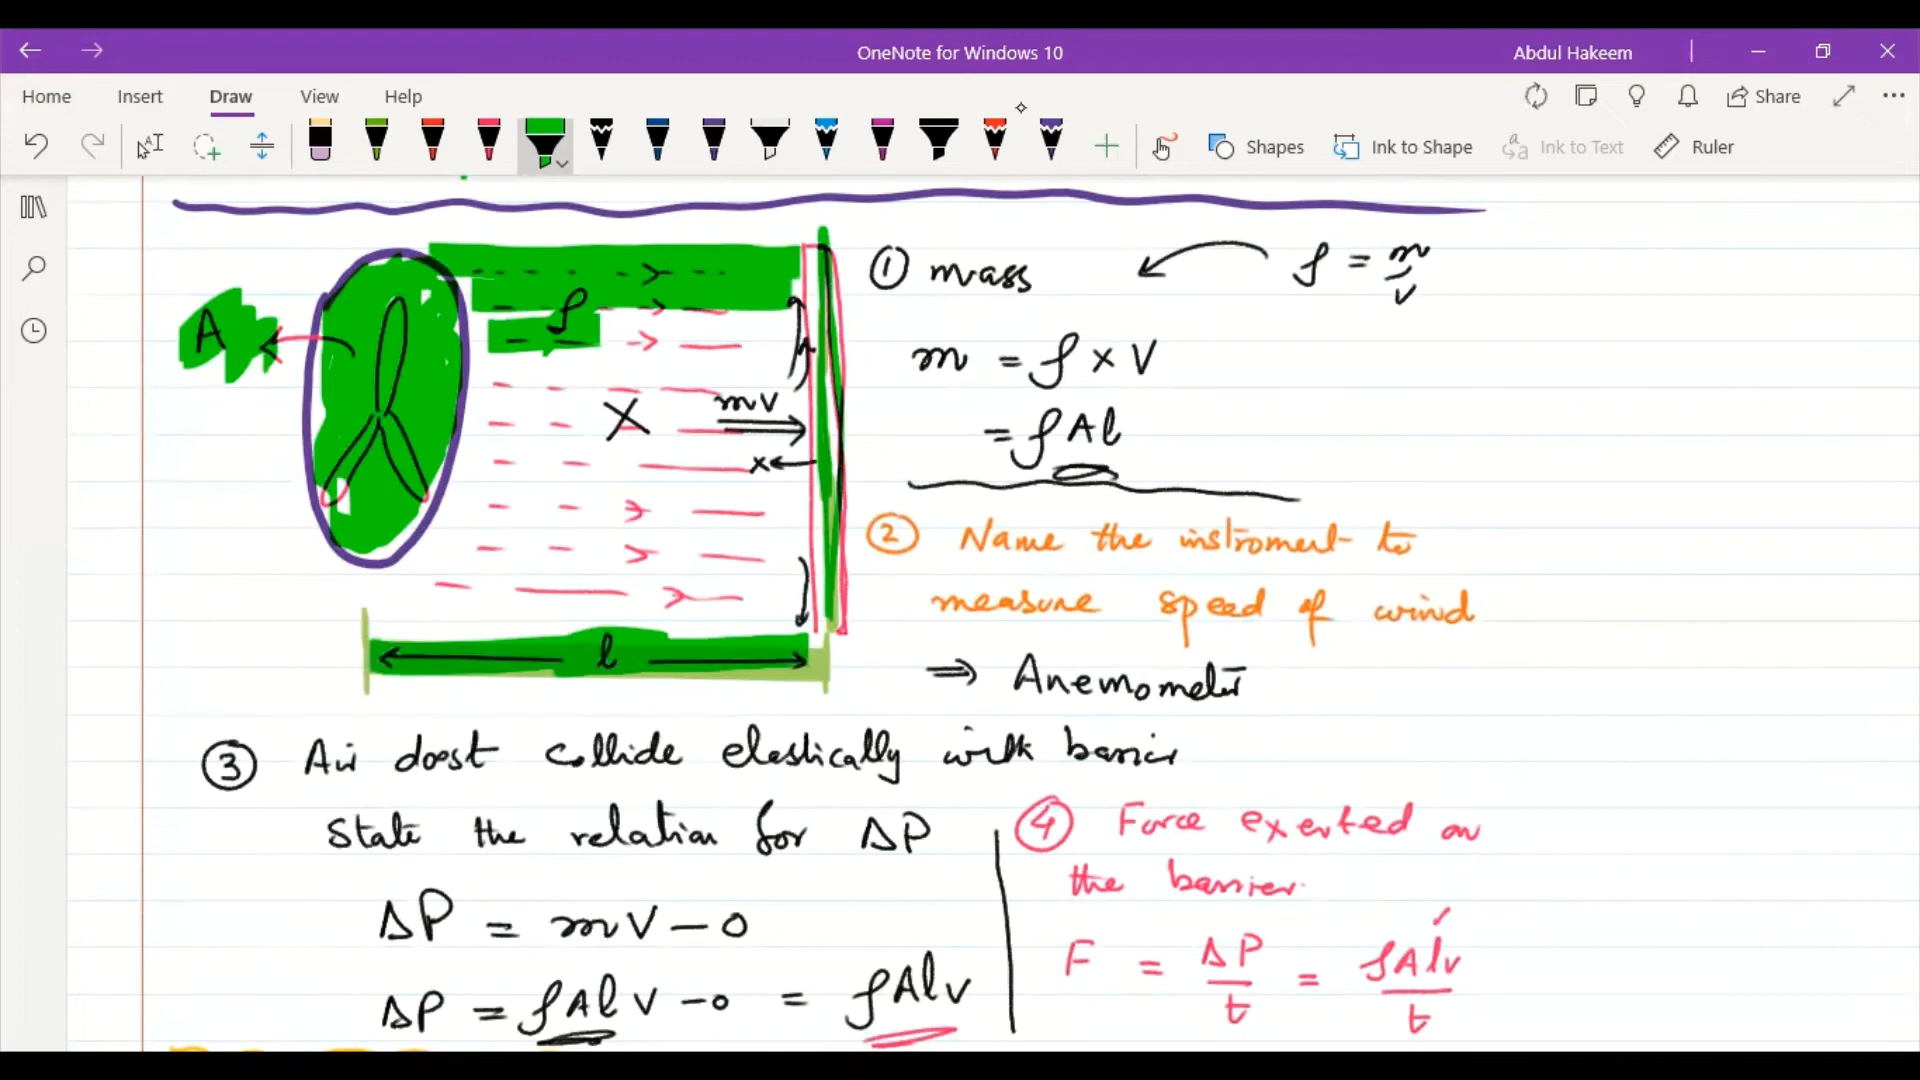 OneNote for Windows 10
Abdul Hakeem
Home Insert Draw View Help
Share
Shapes Ink to Shape Ink to Text Ruler
A
ρ
mV
x
X
l
① mass
ρ = m/v
m = ρ x V
= ρAl
② Name the instroment to
measure speed of wind
⇒ Anemometer
③ Air doest collide elastically with barrier
State the relation for ΔP
ΔP = mV - 0
ΔP = ρAl V - 0 = ρAlv
④ Force exerted on
the barrier.
F = ΔP/t = ρAlv/t